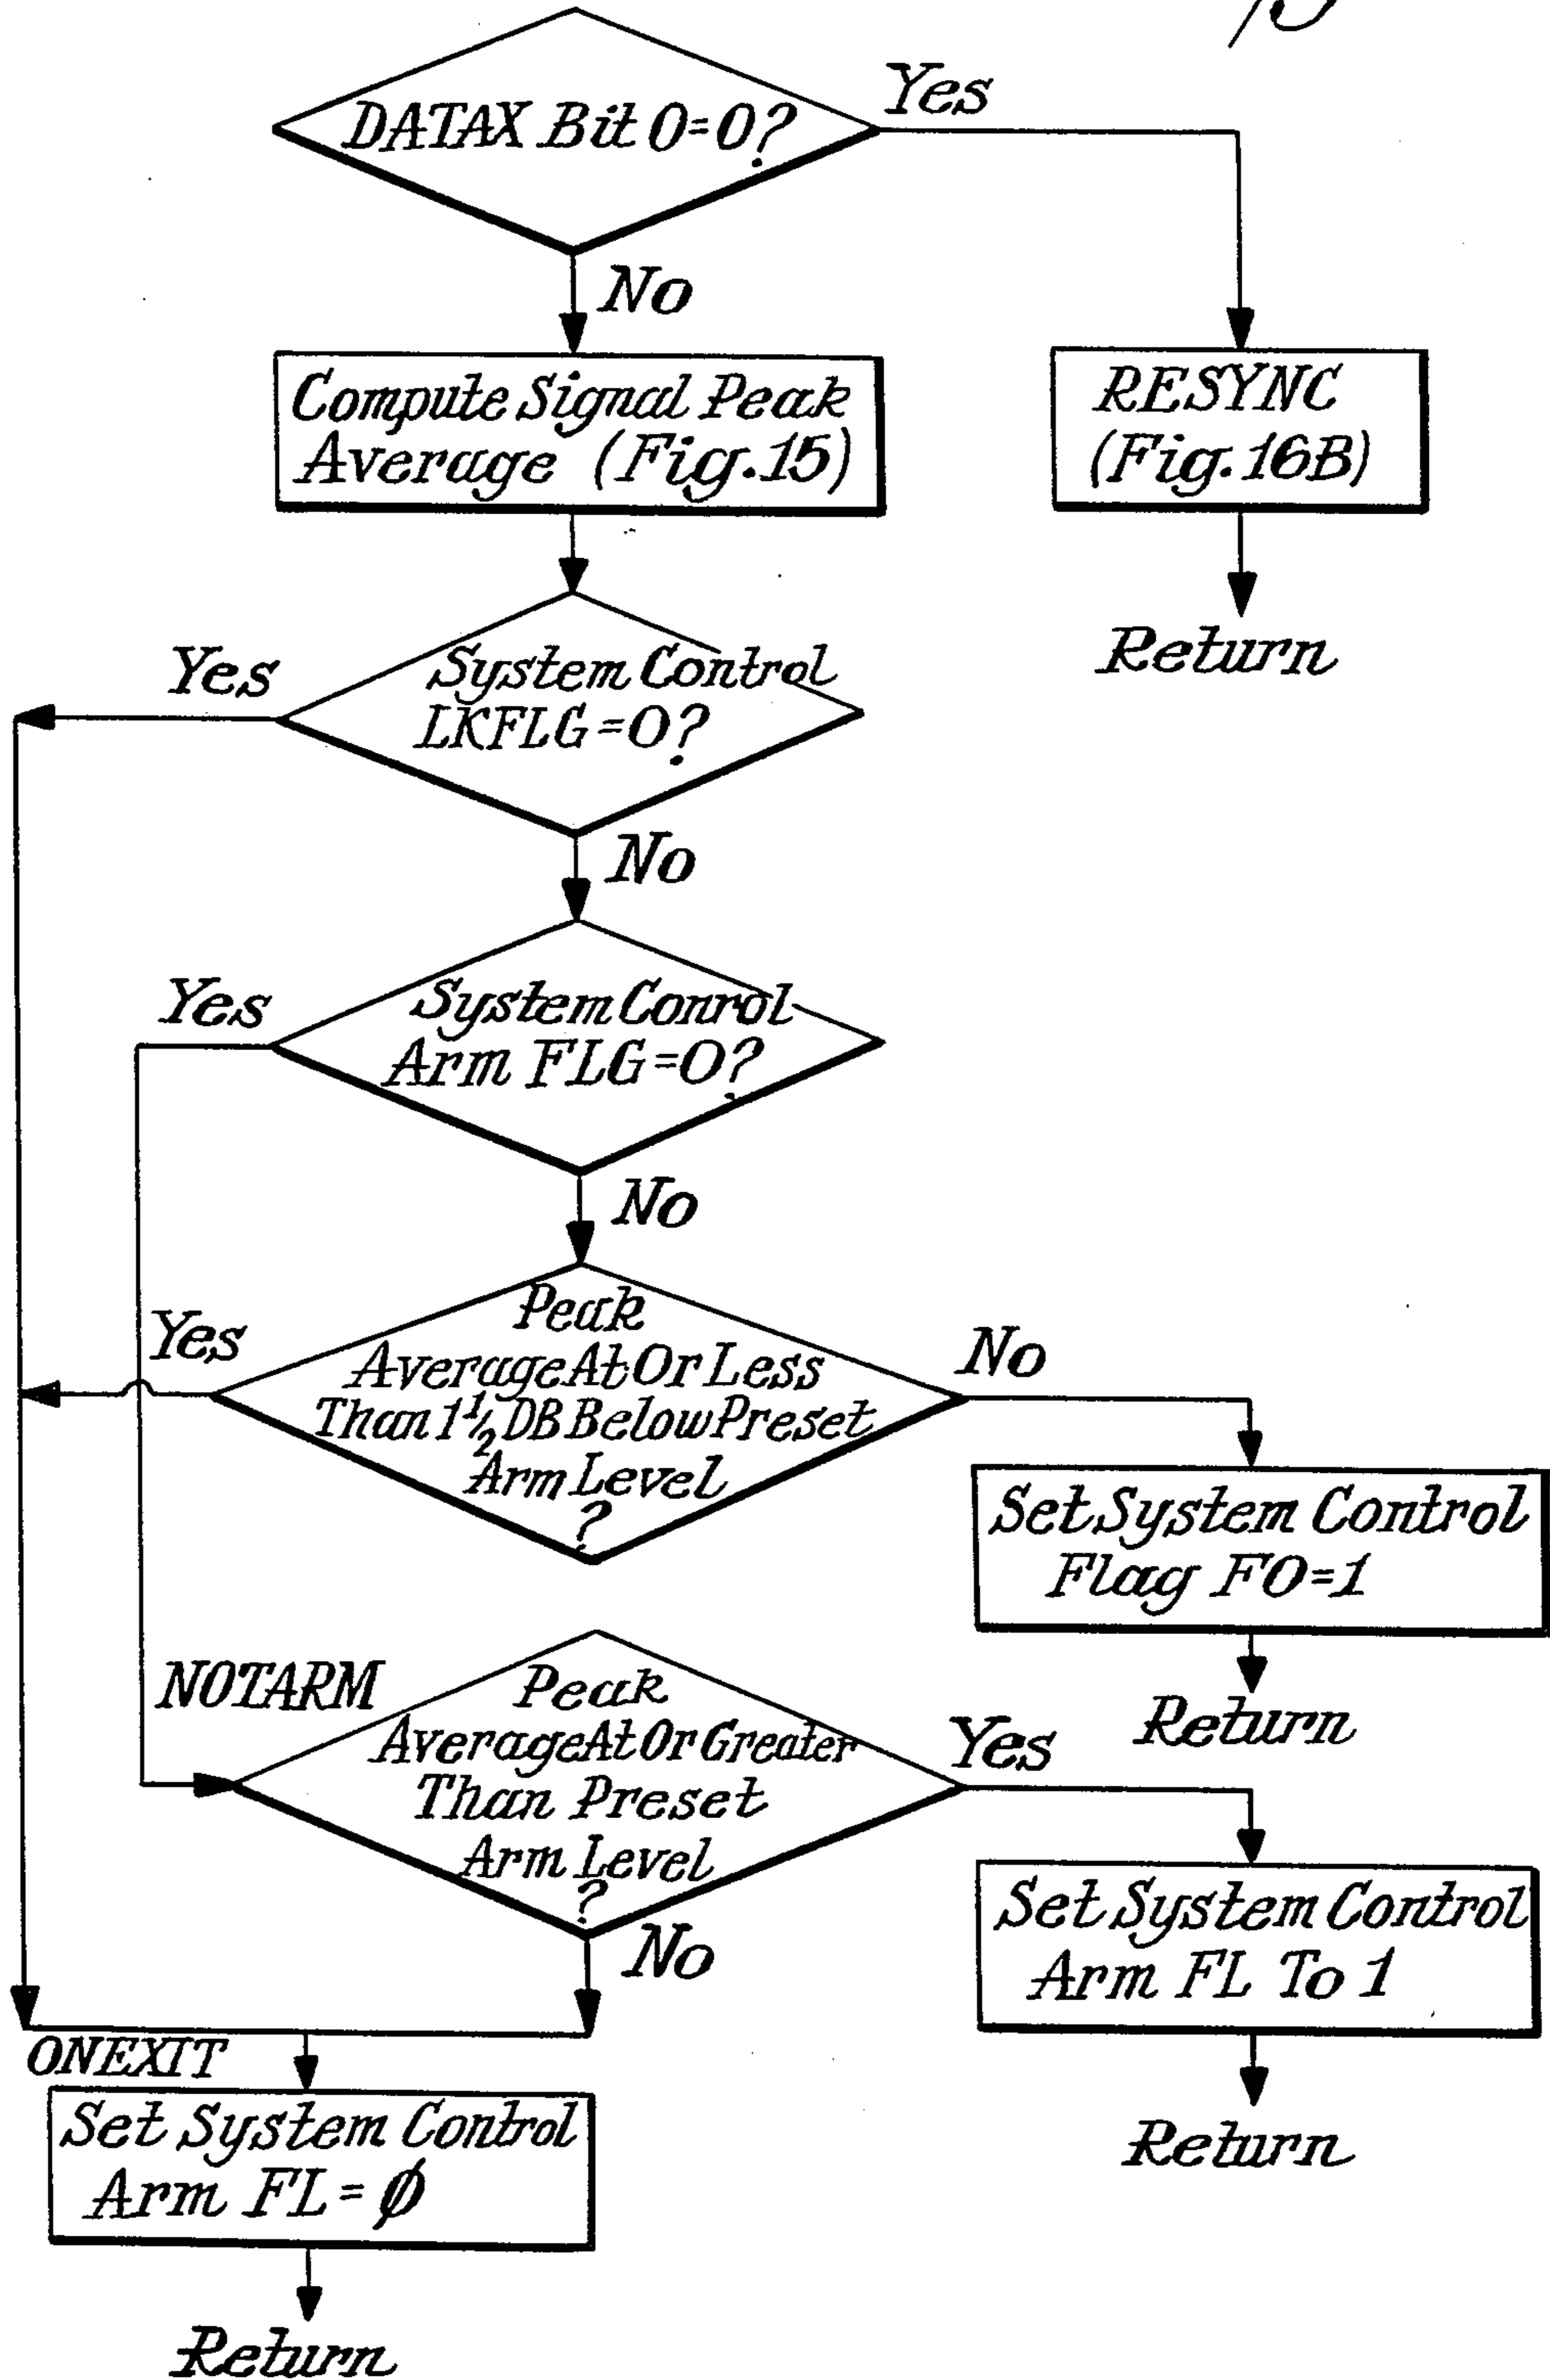 DATAX Bit 0=0?
Yes
No
Compute Signal Peak
Average (Fig.15)
RESYNC
(Fig.16B)
Return
Yes
System Control
LKFLG=0?
No
Yes
System Conrol
Arm FLG=0?
No
Yes
Peak
Average At Or Less
Than 1½ DB Below Preset
Arm Level
?
No
Set System Control
Flag F0=1
Return
NOTARM
Peak
Average At Or Greater
Than Preset
Arm Level
?
Yes
No
Set System Control
Arm FL To 1
Return
ONEXIT
Set System Control
Arm FL=Ø
Return